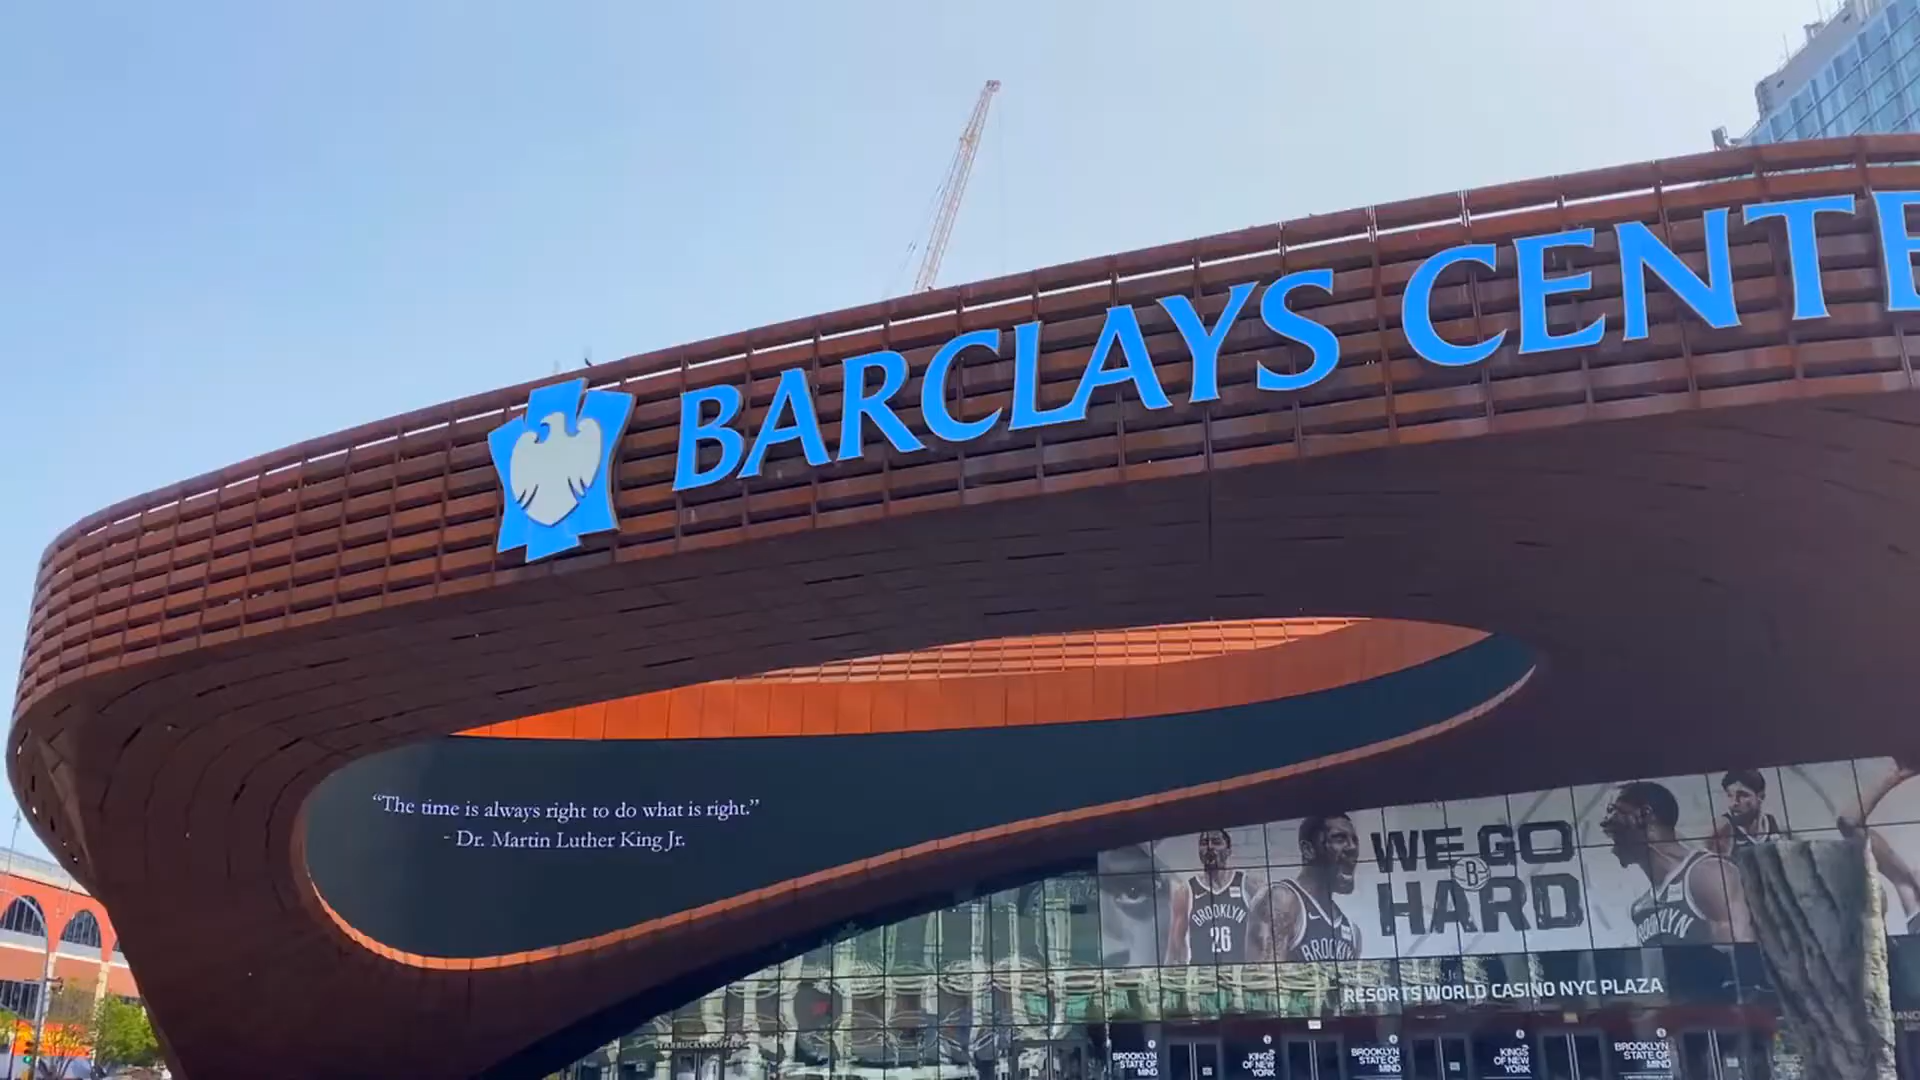 BARCLAYS CENTE
“The time is always right to do what is right.”
- Dr. Martin Luther King Jr.
WE GO
HARD
B
BROOKLYN
26
BROOKLYN
BROOKLYN
RESORTS WORLD CASINO NYC PLAZA
STARBUCKS COFFEE
BROOKLYN
STATE OF
MIND
KINGS
OF NEW
YORK
BROOKLYN
STATE OF
MIND
KINGS
OF NEW
YORK
BROOKLYN
STATE OF
MIND